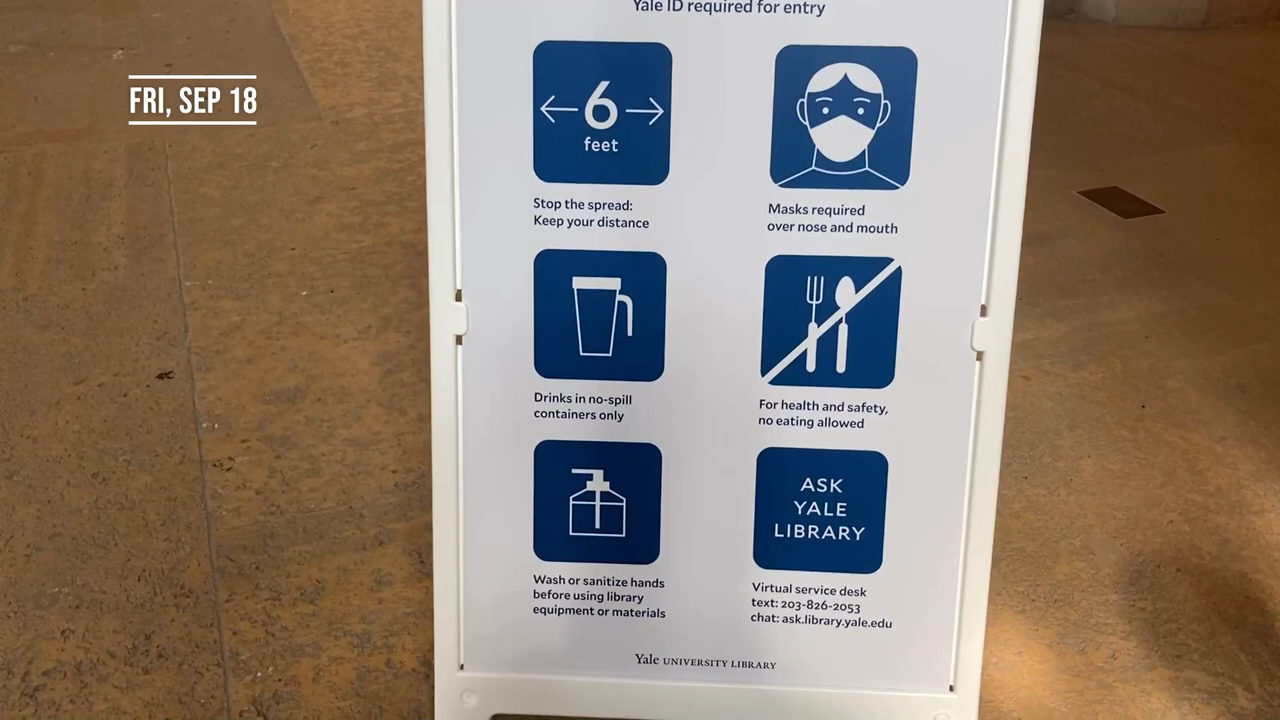 Yale ID required for entry
FRI, SEP 18
← 6 →
feet
Stop the spread:
Keep your distance
Masks required
over nose and mouth
Drinks in no-spill
containers only
For health and safety,
no eating allowed
Wash or sanitize hands
before using library
equipment or materials
ASK
YALE
LIBRARY
Virtual service desk
text: 203-826-2053
chat: ask.library.yale.edu
Yale UNIVERSITY LIBRARY